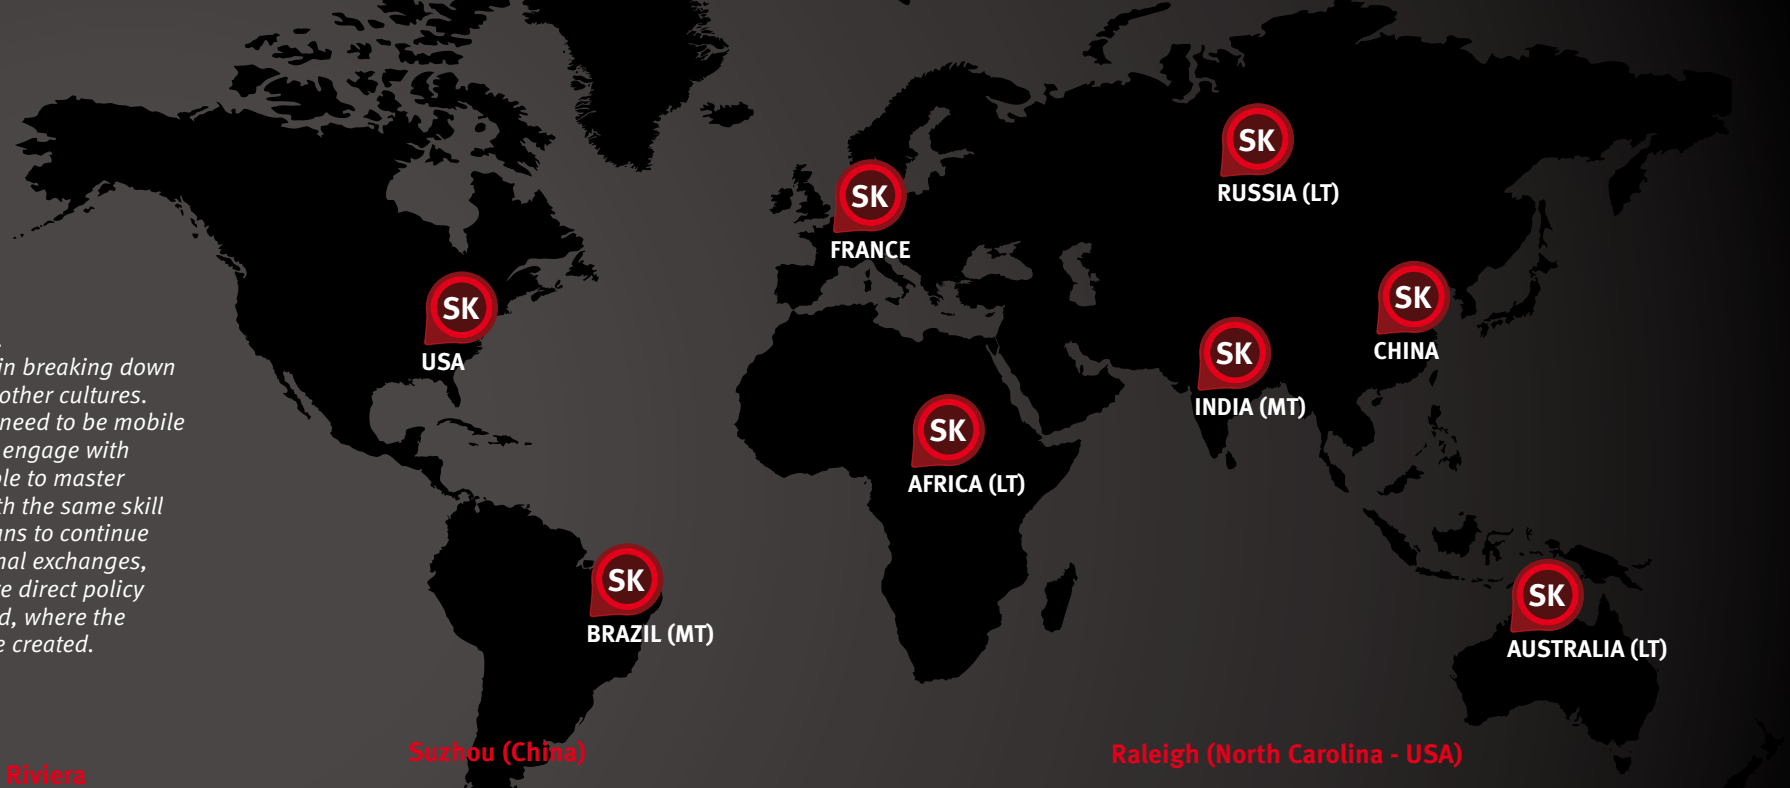 in breaking down
other cultures.
need to be mobile
engage with
le to master
th the same skill
ns to continue
nal exchanges,
e direct policy
d, where the
e created.
SK
RUSSIA (LT)
SK
FRANCE
SK
USA
SK
CHINA
SK
INDIA (MT)
SK
AFRICA (LT)
SK
BRAZIL (MT)
SK
AUSTRALIA (LT)
Suzhou (China)
Raleigh (North Carolina - USA)
Riviera